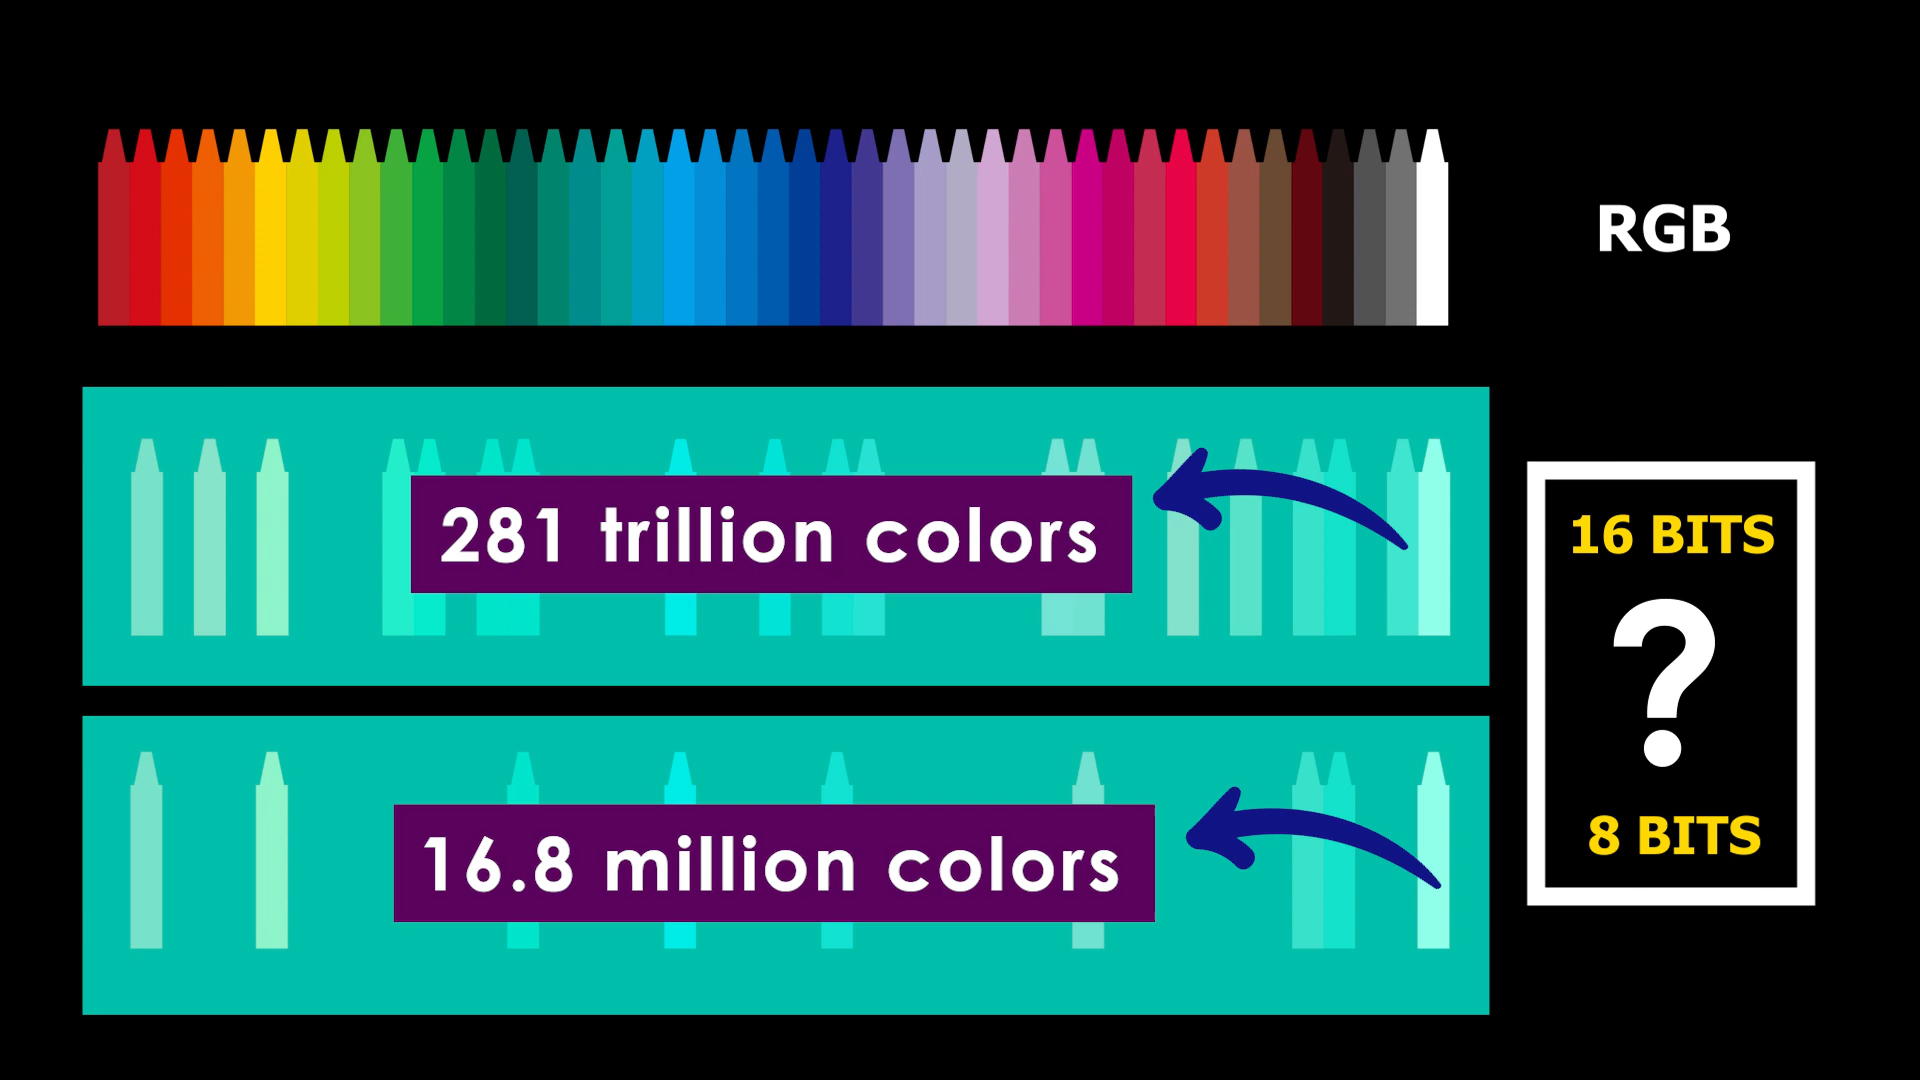 RGB
281 trillion colors
16 BITS
?
16.8 million colors
8 BITS